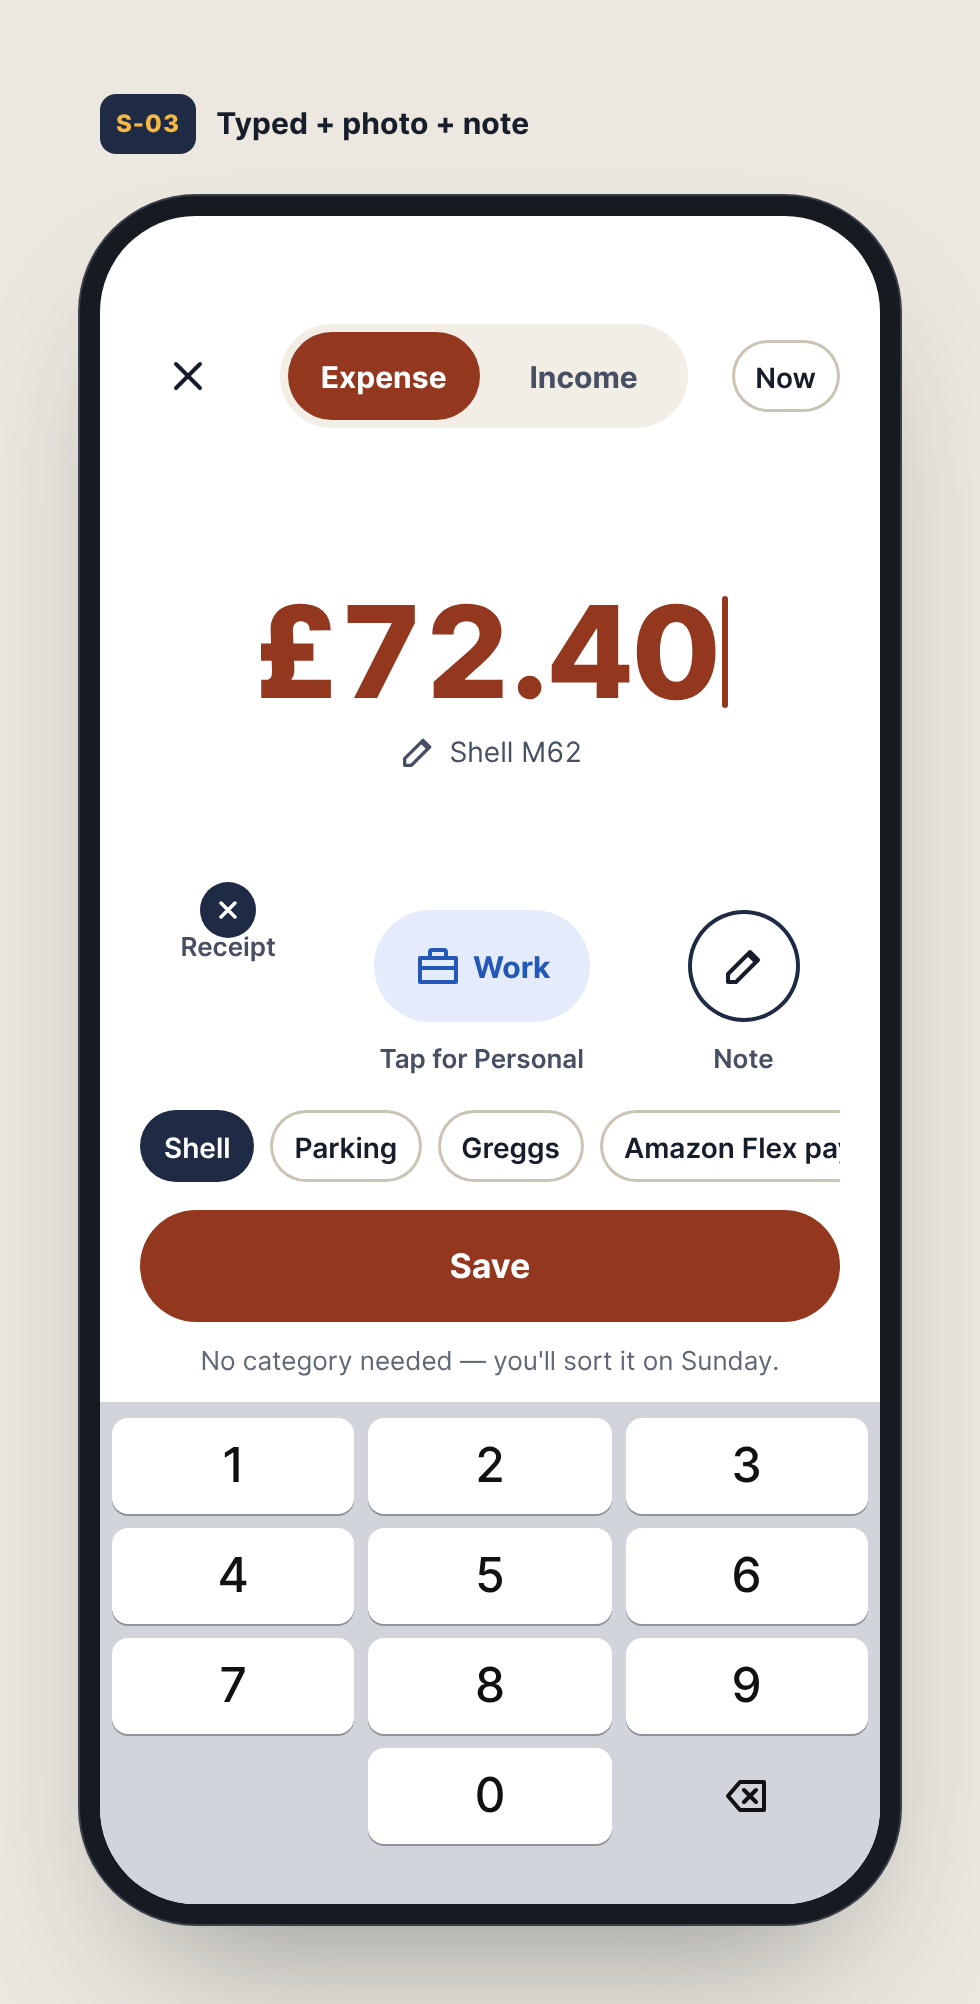 S-03 Typed + photo + note
Expense Income Now
£72.40
Shell M62
Receipt
Work
Tap for Personal
Note
Shell Parking Greggs Amazon Flex pay
Save
No category needed — you'll sort it on Sunday.
1 2 3
4 5 6
7 8 9
0